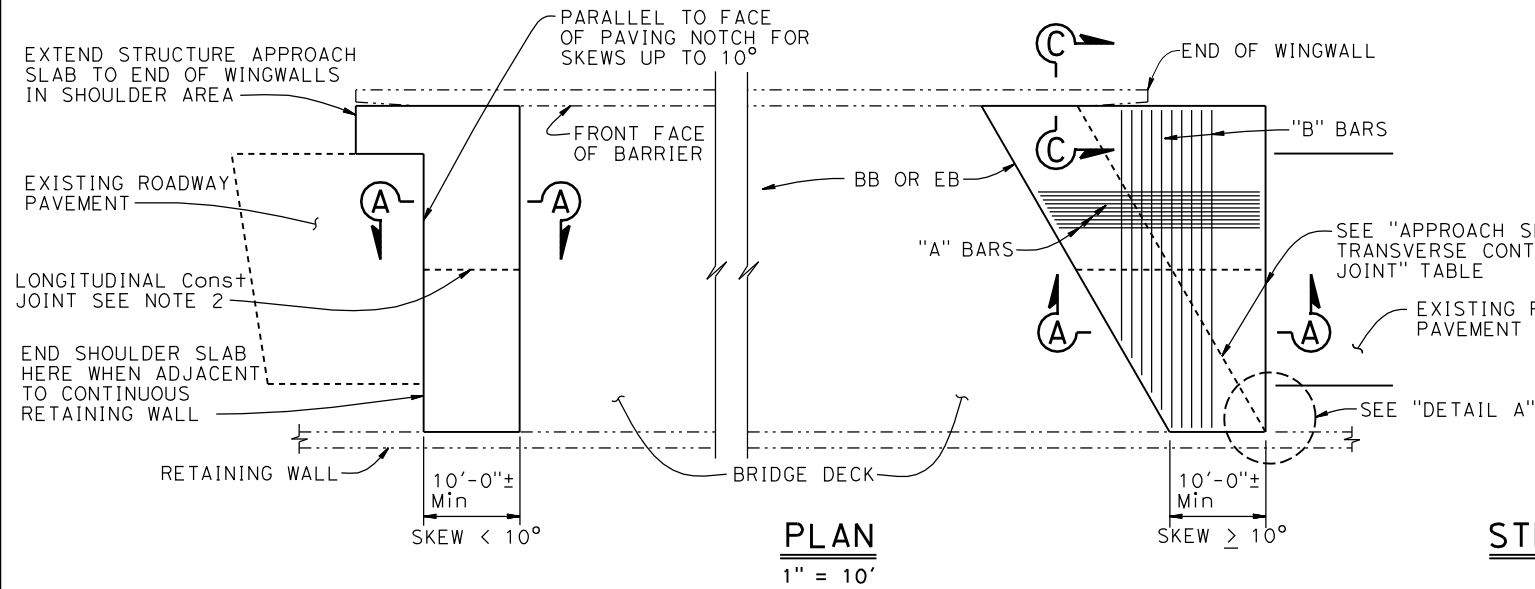 PARALLEL TO FACE
OF PAVING NOTCH FOR
SKEWS UP TO 10°
EXTEND STRUCTURE APPROACH
SLAB TO END OF WINGWALLS
IN SHOULDER AREA
C
END OF WINGWALL
FRONT FACE
OF BARRIER
C
"B" BARS
EXISTING ROADWAY
PAVEMENT
A
A
BB OR EB
"A" BARS
SEE "APPROACH
TRANSVERSE CONT
JOINT" TABLE
LONGITUDINAL Const
JOINT SEE NOTE 2
EXISTING
PAVEMENT
A
A
END SHOULDER SLAB
HERE WHEN ADJACENT
TO CONTINUOUS
RETAINING WALL
SEE "DETAIL A"
RETAINING WALL
BRIDGE DECK
10'-0"±
Min
SKEW < 10°
10'-0"±
Min
SKEW ≥ 10°
PLAN
1" = 10'